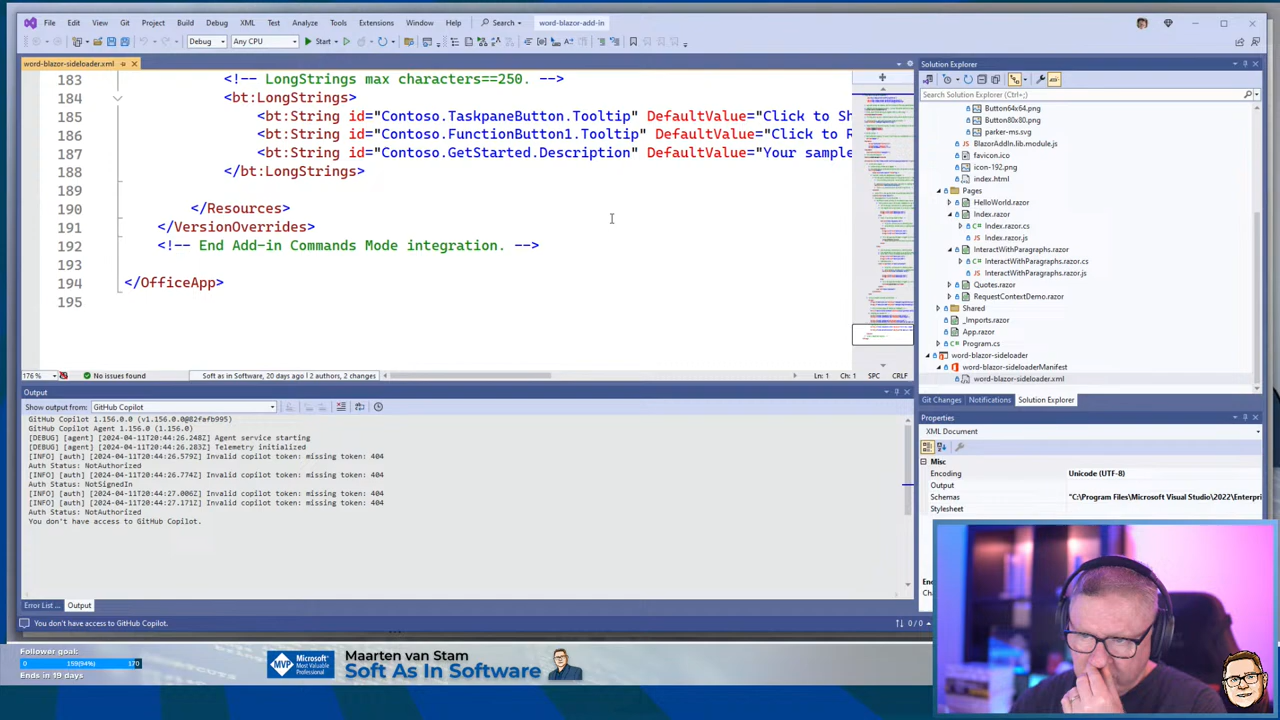 File Edit View Git Project Build Debug XML Test Analyze Tools Extensions Window Help Search word-blazor-add-in
Debug Any CPU Start
word-blazor-sideloader.xml
183 <!-- LongStrings max characters==250. -->
184 <bt:LongStrings>
185 <bt:String id="Contoso.TaskpaneButton.Tooltip" DefaultValue="Click to Sh
186 <bt:String id="Contoso.FuctionButton1.Tooltip" DefaultValue="Click to R
187 <bt:String id="Contoso.GetStarted.Description" DefaultValue="Your sample
188 </bt:LongStrings>
189
190 </Resources>
191 </VersionOverrides>
192 <!-- End Add-in Commands Mode integration. -->
193
194 </OfficeApp>
195
176 % No issues found Soft as in Software, 20 days ago | 2 authors, 2 changes Ln: 1 Ch: 1 SPC CRLF
Output
Show output from: GitHub Copilot
GitHub Copilot 1.156.0.0 (v1.156.0.0@82fmfb995)
GitHub Copilot Agent 1.156.0 (1.156.0)
[DEBUG] [agent] [2024-04-11T20:44:26.248Z] Agent service starting
[DEBUG] [agent] [2024-04-11T20:44:26.283Z] Telemetry initialized
[INFO] [auth] [2024-04-11T20:44:26.579Z] Invalid copilot token: missing token: 404
Auth Status: NotAuthorized
[INFO] [auth] [2024-04-11T20:44:26.774Z] Invalid copilot token: missing token: 404
Auth Status: NotSignedIn
[INFO] [auth] [2024-04-11T20:44:27.006Z] Invalid copilot token: missing token: 404
[INFO] [auth] [2024-04-11T20:44:27.171Z] Invalid copilot token: missing token: 404
Auth Status: NotAuthorized
You don't have access to GitHub Copilot.
Error List ... Output
You don't have access to GitHub Copilot. 0 / 0
Solution Explorer
Search Solution Explorer (Ctrl+;)
Button64x64.png
Button80x80.png
parker-ms.svg
BlazorAddIn.lib.module.js
favicon.ico
icon-192.png
index.html
Pages
HelloWorld.razor
Index.razor
Index.razor.cs
Index.razor.js
InteractWithParagraphs.razor
InteractWithParagraphs.razor.cs
InteractWithParagraphs.razor.js
Quotes.razor
RequestContextDemo.razor
Shared
_Imports.razor
App.razor
Program.cs
word-blazor-sideloader
word-blazor-sideloaderManifest
word-blazor-sideloader.xml
Git Changes Notifications Solution Explorer
Properties
XML Document
Misc
Encoding Unicode (UTF-8)
Output
Schemas "C:\Program Files\Microsoft Visual Studio\2022\Enterpri
Stylesheet
Follower goal:
0 159(94%) 170
Ends in 19 days
MVP Microsoft Most Valuable Professional
Maarten van Stam
Soft As In Software